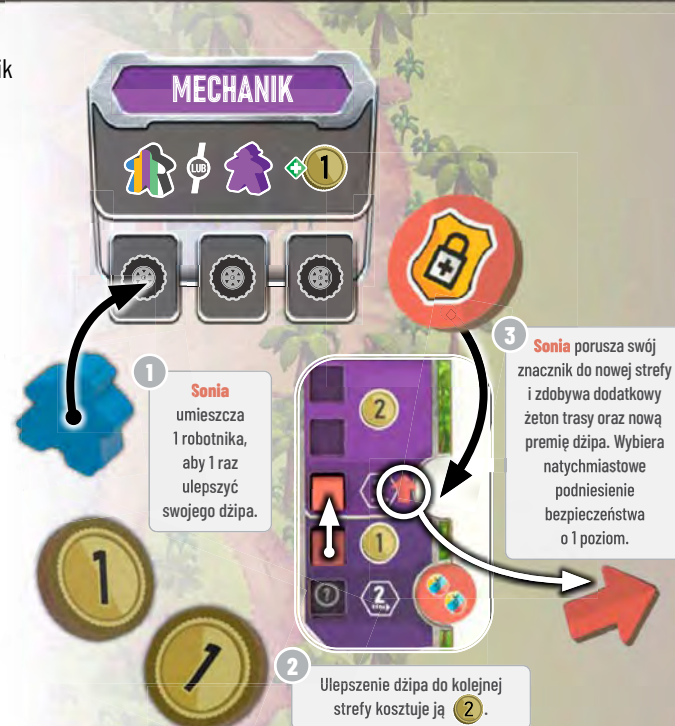 ik
MECHANIK
LUB
1
1
Sonia
umieszcza
1 robotnika,
aby 1 raz
ulepszyć
swojego dżipa.
3
Sonia porusza swój
znacznik do nowej strefy
i zdobywa dodatkowy
żeton trasy oraz nową
premię dżipa. Wybiera
natychmiastowe
podniesienie
bezpieczeństwa
o 1 poziom.
2
1
2
1
1
2
Ulepszenie dżipa do kolejnej
strefy kosztuje ją 2.